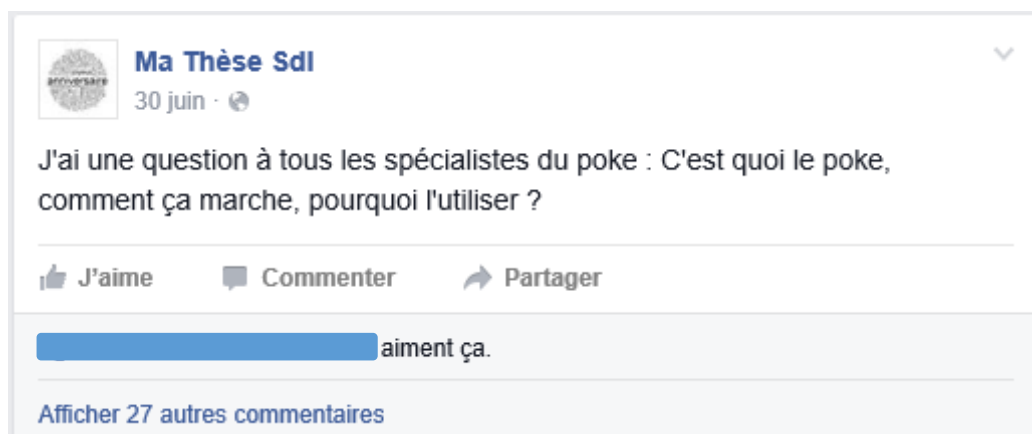 anniversaire
Ma Thèse Sdl
30 juin ·
J'ai une question à tous les spécialistes du poke : C'est quoi le poke,
comment ça marche, pourquoi l'utiliser ?
J'aime Commenter Partager
aiment ça.
Afficher 27 autres commentaires